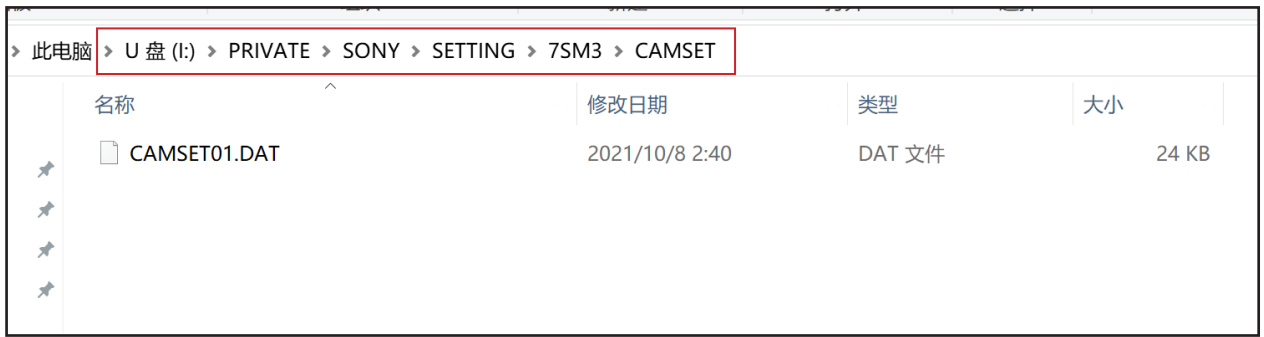 此电脑 > U 盘 (I:) > PRIVATE > SONY > SETTING > 7SM3 > CAMSET
名称 修改日期 类型 大小
CAMSET01.DAT 2021/10/8 2:40 DAT 文件 24 KB